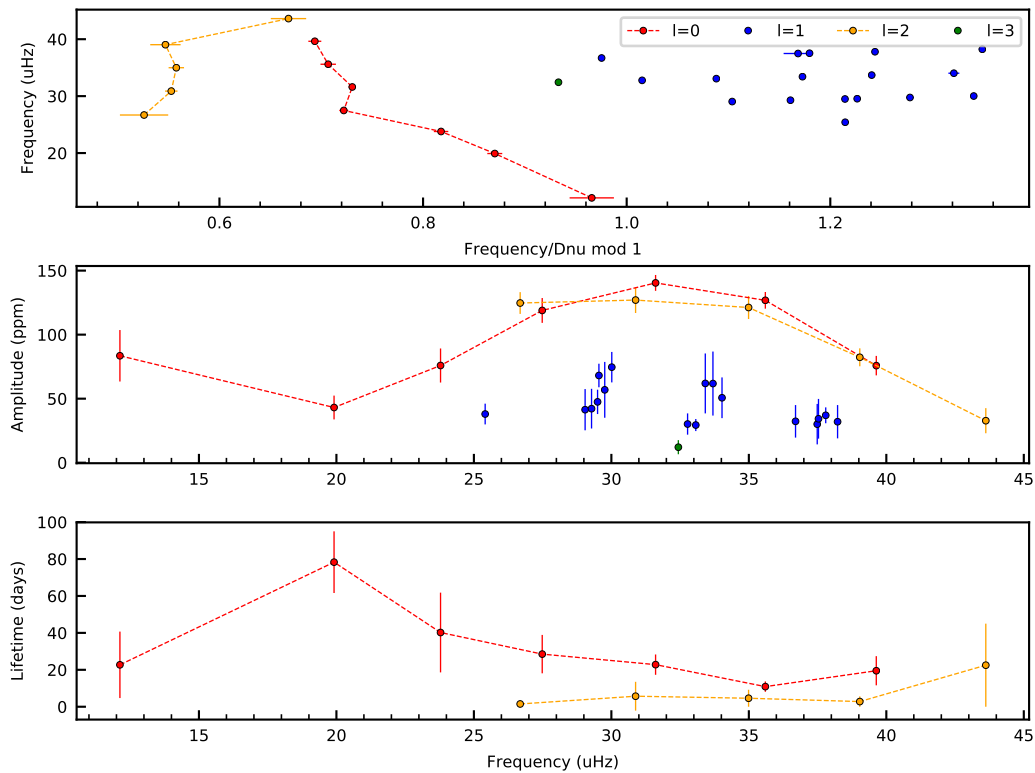 l=0 l=1 l=2 l=3
40
30
20
Frequency (uHz)
0.6 0.8 1.0 1.2
Frequency/Dnu mod 1
150
100
50
0
Amplitude (ppm)
15 20 25 30 35 40 45
100
80
60
40
20
0
Lifetime (days)
15 20 25 30 35 40 45
Frequency (uHz)